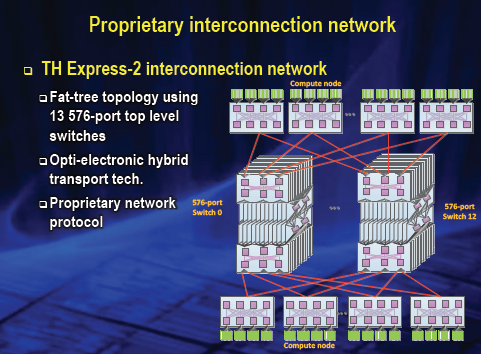 Proprietary interconnection network
TH Express-2 interconnection network
Fat-tree topology using
13 576-port top level
switches
Opti-electronic hybrid
transport tech.
Proprietary network
protocol
Compute node
576-port
Switch 0
576-port
Switch 12
Compute node